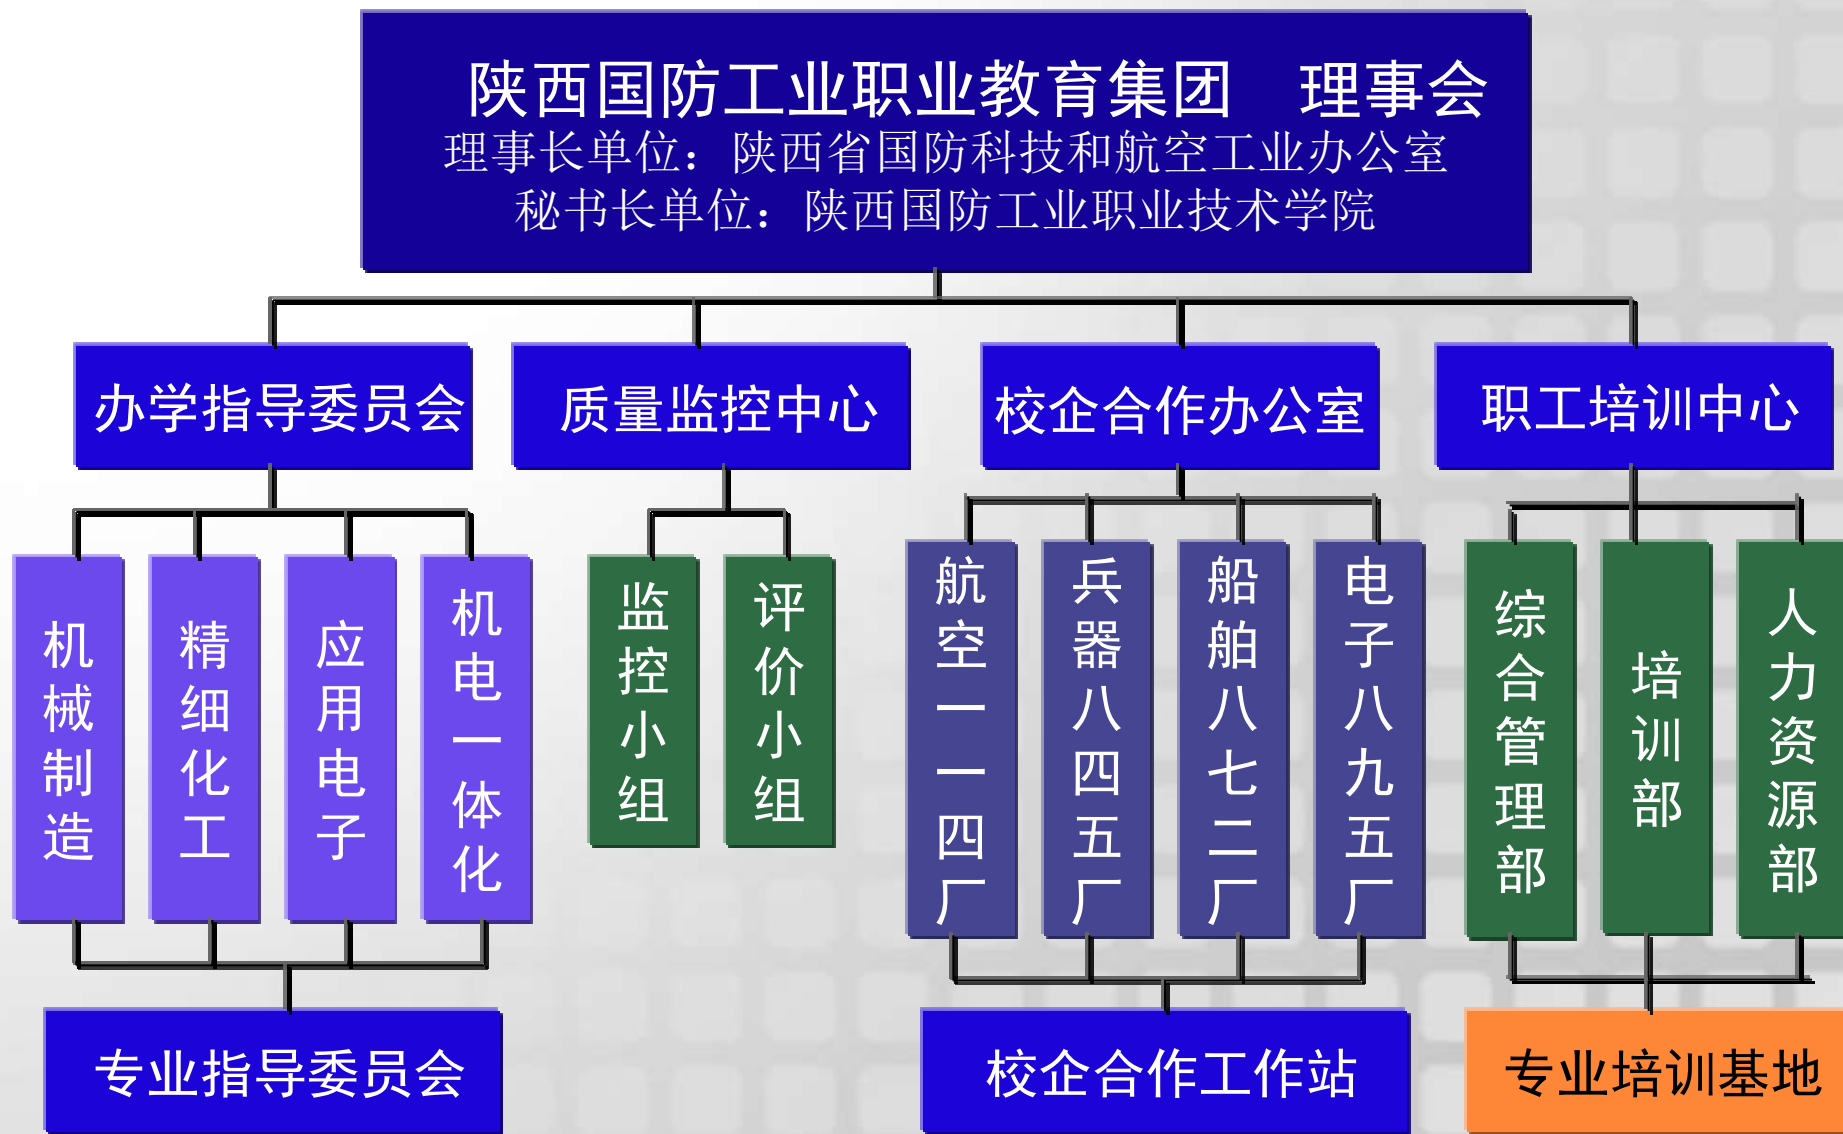 陕西国防工业职业教育集团　理事会
理事长单位：陕西省国防科技和航空工业办公室
秘书长单位：陕西国防工业职业技术学院
办学指导委员会
质量监控中心
校企合作办公室
职工培训中心
机械制造
精细化工
应用电子
机电一体化
监控小组
评价小组
航空一一四厂
兵器八四五厂
船舶八七二厂
电子八九五厂
综合管理部
培训部
人力资源部
专业指导委员会
校企合作工作站
专业培训基地